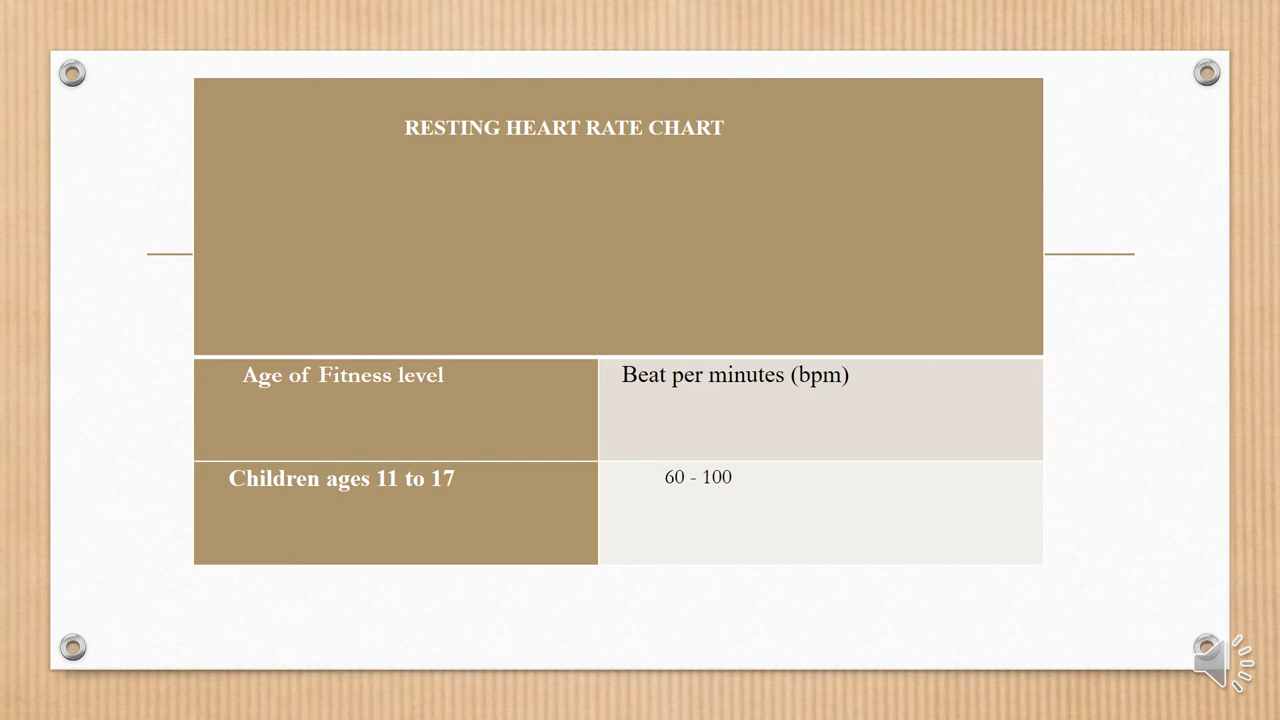 RESTING HEART RATE CHART
Age of Fitness level
Beat per minutes (bpm)
Children ages 11 to 17
60 - 100